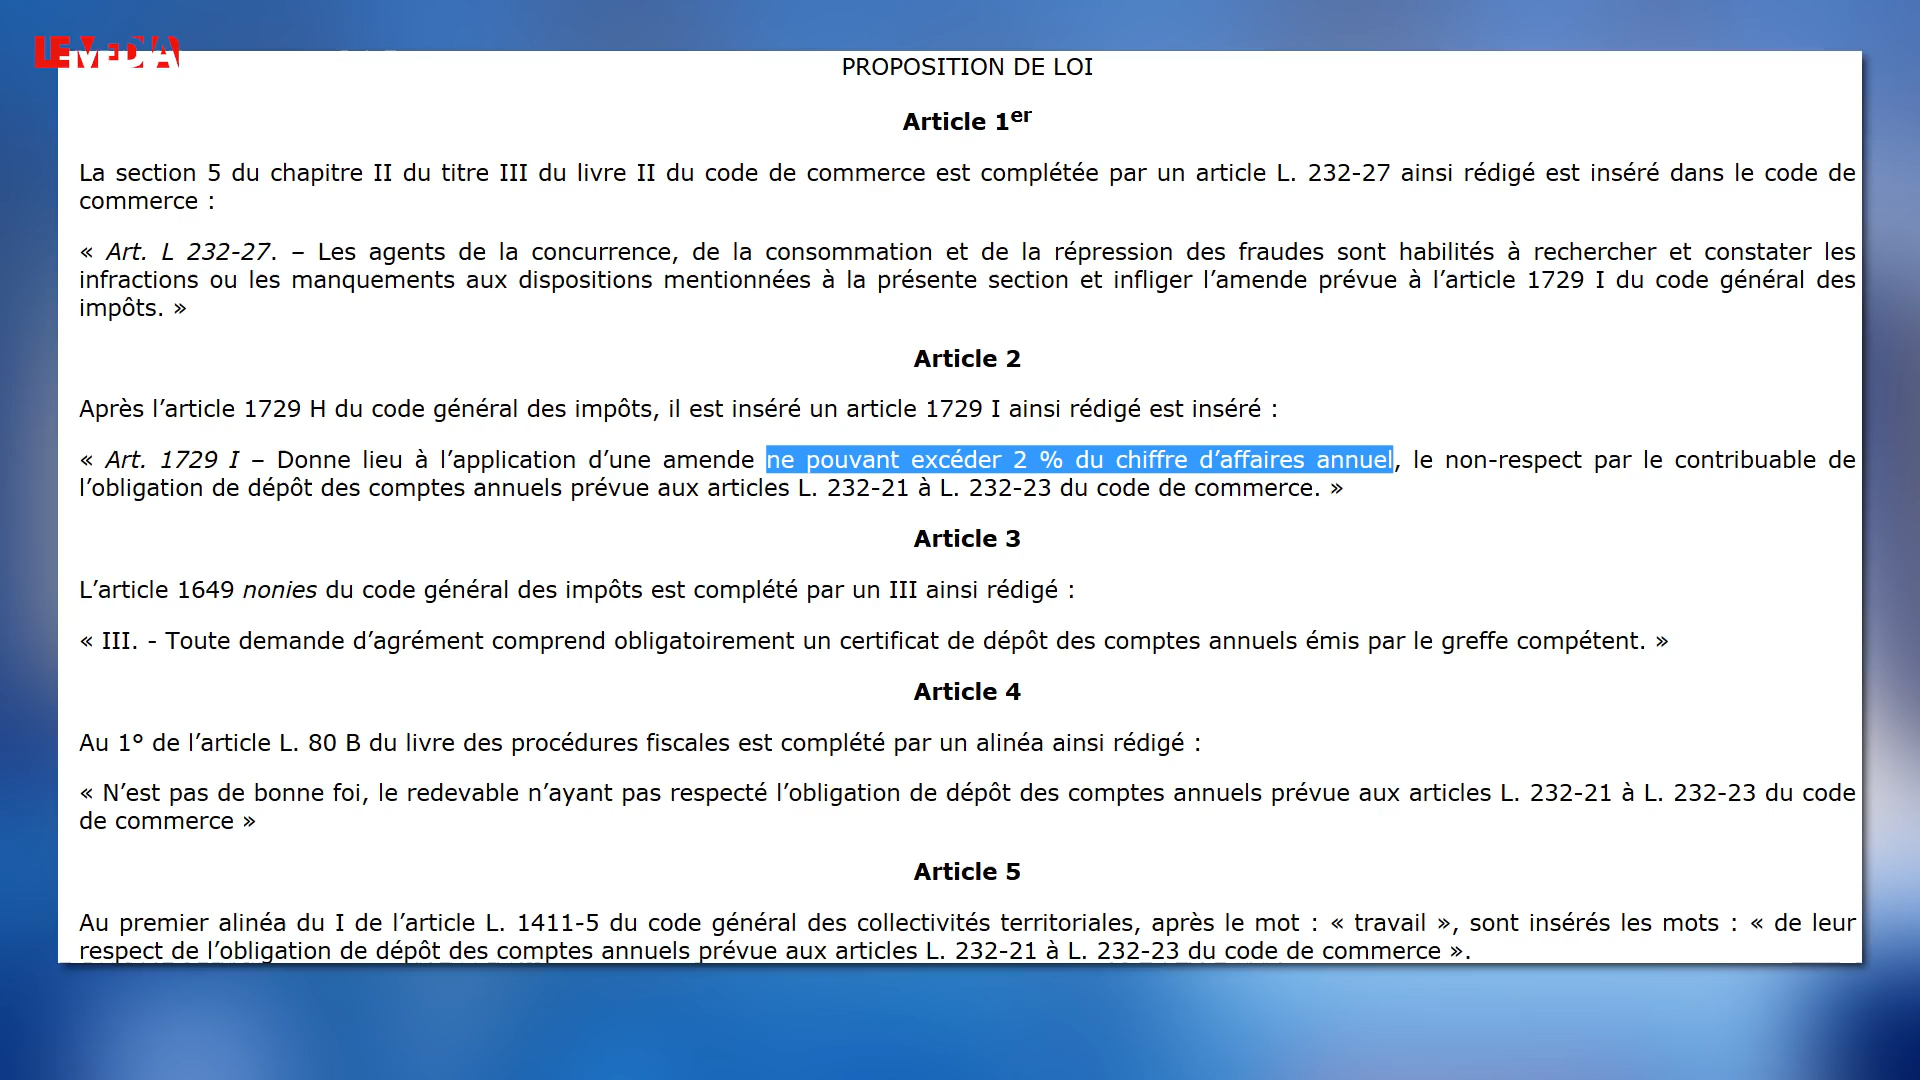 LE MEDIA
PROPOSITION DE LOI
Article 1er
La section 5 du chapitre II du titre III du livre II du code de commerce est complétée par un article L. 232-27 ainsi rédigé est inséré dans le code de
commerce :
« Art. L 232-27. – Les agents de la concurrence, de la consommation et de la répression des fraudes sont habilités à rechercher et constater les
infractions ou les manquements aux dispositions mentionnées à la présente section et infliger l’amende prévue à l’article 1729 I du code général des
impôts. »
Article 2
Après l’article 1729 H du code général des impôts, il est inséré un article 1729 I ainsi rédigé est inséré :
« Art. 1729 I – Donne lieu à l’application d’une amende ne pouvant excéder 2 % du chiffre d’affaires annuel, le non-respect par le contribuable de
l’obligation de dépôt des comptes annuels prévue aux articles L. 232-21 à L. 232-23 du code de commerce. »
Article 3
L’article 1649 nonies du code général des impôts est complété par un III ainsi rédigé :
« III. - Toute demande d’agrément comprend obligatoirement un certificat de dépôt des comptes annuels émis par le greffe compétent. »
Article 4
Au 1° de l’article L. 80 B du livre des procédures fiscales est complété par un alinéa ainsi rédigé :
« N’est pas de bonne foi, le redevable n’ayant pas respecté l’obligation de dépôt des comptes annuels prévue aux articles L. 232-21 à L. 232-23 du code
de commerce »
Article 5
Au premier alinéa du I de l’article L. 1411-5 du code général des collectivités territoriales, après le mot : « travail », sont insérés les mots : « de leur
respect de l’obligation de dépôt des comptes annuels prévue aux articles L. 232-21 à L. 232-23 du code de commerce ».